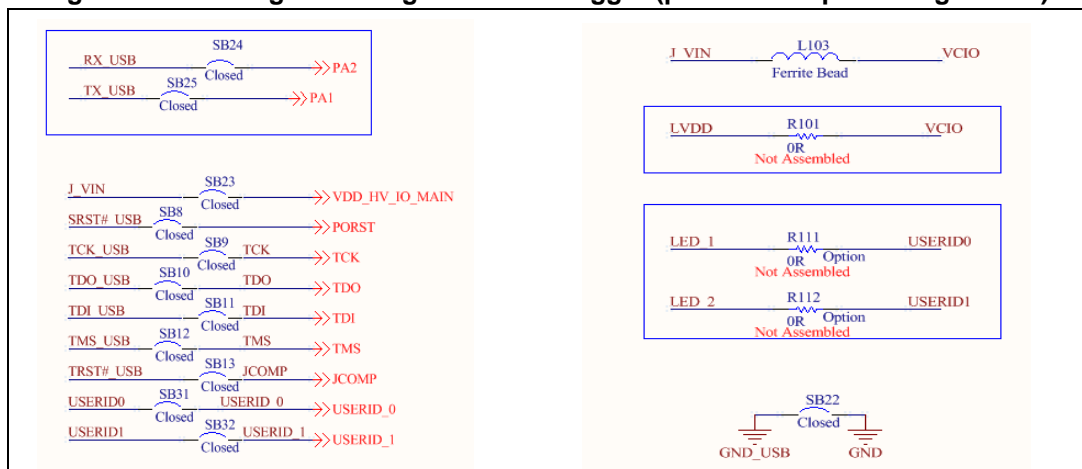 SB24
RX_USB Closed PA2
SB25
TX_USB Closed PA1
J_VIN SB23 Closed VDD_HV_IO_MAIN
SRST#_USB SB8 Closed PORST
TCK_USB SB9 Closed TCK TCK
TDO_USB SB10 Closed TDO TDO
TDI_USB SB11 Closed TDI TDI
TMS_USB SB12 Closed TMS TMS
TRST#_USB SB13 Closed JCOMP JCOMP
USERID0 SB31 Closed USERID_0 USERID_0
USERID1 SB32 Closed USERID_1 USERID_1
J_VIN L103 VCIO
Ferrite Bead
LVDD R101 VCIO
0R
Not Assembled
LED_1 R111 USERID0
0R Option
Not Assembled
LED_2 R112 USERID1
0R Option
Not Assembled
SB22
Closed
GND_USB GND